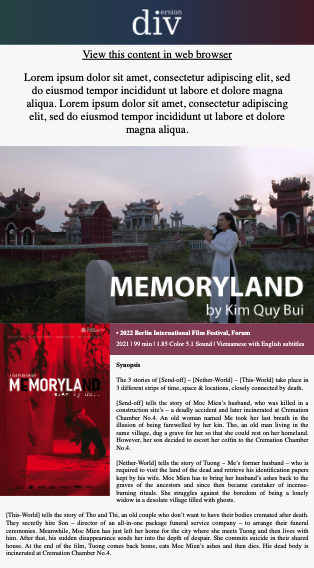 div
ersion
View this content in web browser
Lorem ipsum dolor sit amet, consectetur adipiscing elit, sed
do eiusmod tempor incididunt ut labore et dolore magna
aliqua. Lorem ipsum dolor sit amet, consectetur adipiscing
elit, sed do eiusmod tempor incididunt ut labore et dolore
magna aliqua.
MEMORYLAND
by Kim Quy Bui
MEMORYLAND
• 2022 Berlin International Film Festival, Forum
2021 | 99 min | 1.85 Color 5.1 Sound | Vietnamese with English subtitles
Synopsis
The 3 stories of [Send-off] – [Nether-World] – [This-World] take place in
3 different strips of time, space & locations, closely connected by death.
[Send-off] tells the story of Moc Mien's husband, who was killed in a
construction site's – a deadly accident and later incinerated at Cremation
Chamber No.4. An old woman named Me took her last breath in the
illusion of being farewelled by her kin. Tho, an old man living in the
same village, dug a grave for her so that she could rest on her homeland.
However, her son decided to escort her coffin to the Cremation Chamber
No.4.
[Nether-World] tells the story of Tuong – Me's former husband – who is
required to visit the land of the dead and retrieve his identification papers
kept by his wife. Moc Mien has to bring her husband's ashes back to the
graves of the ancestors and since then became caretaker of incense-
burning rituals. She struggles against the boredom of being a lonely
widow in a desolate village filled with ghosts.
[This-World] tells the story of Tho and Thi, an old couple who don't want to have their bodies cremated after death.
They secretly hire Son – director of an all-in-one package funeral service company – to arrange their funeral
ceremonies. Meanwhile, Moc Mien has just left her home for the city where she meets Tuong and then lives with
him. After that, his sudden disappearance sends her into the depth of despair. She commits suicide in their shared
house. At the end of the film, Tuong comes back home, eats Moc Mien's ashes and then dies. His dead body is
incinerated at Cremation Chamber No.4.